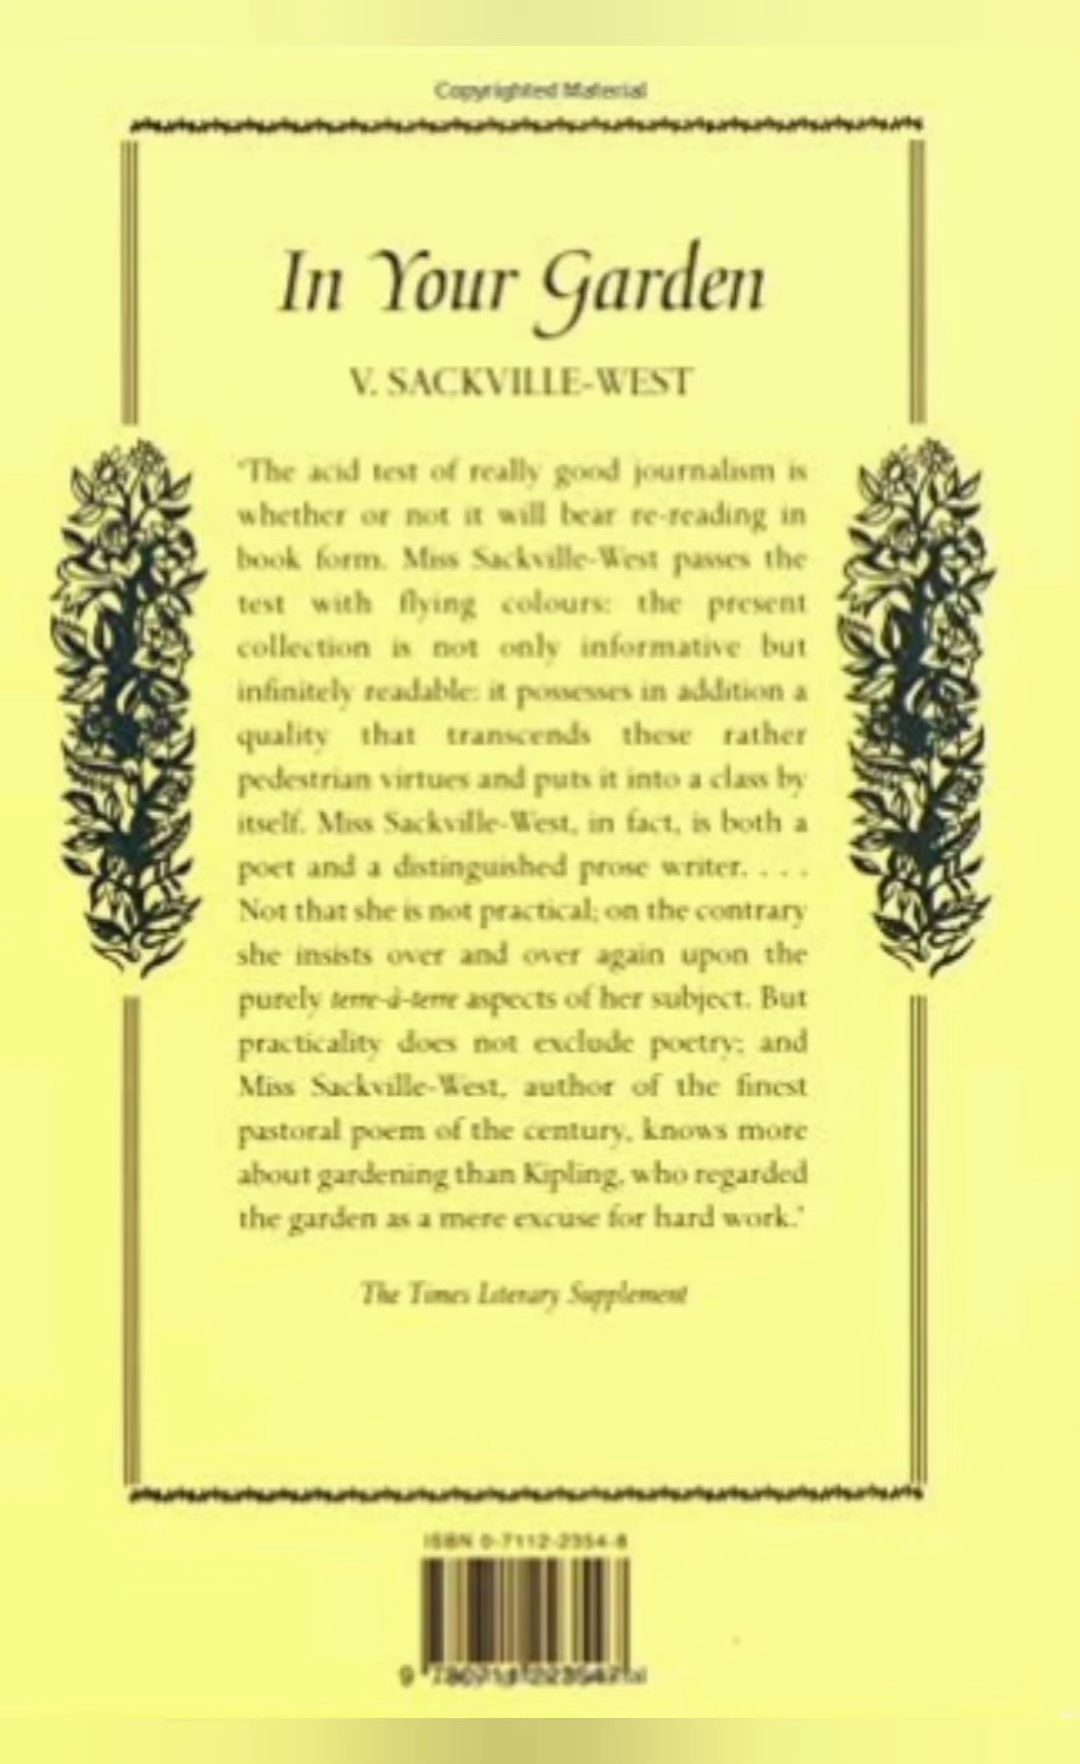 Copyrighted Material
In Your Garden
V. SACKVILLE-WEST
‘The acid test of really good journalism is
whether or not it will bear re-reading in
book form. Miss Sackville-West passes the
test with flying colours: the present
collection is not only informative but
infinitely readable: it possesses in addition a
quality that transcends these rather
pedestrian virtues and puts it into a class by
itself. Miss Sackville-West, in fact, is both a
poet and a distinguished prose writer. . . .
Not that she is not practical; on the contrary
she insists over and over again upon the
purely terre-à-terre aspects of her subject. But
practicality does not exclude poetry; and
Miss Sackville-West, author of the finest
pastoral poem of the century, knows more
about gardening than Kipling, who regarded
the garden as a mere excuse for hard work.’
The Times Literary Supplement
ISBN 0-7112-2354-8
9